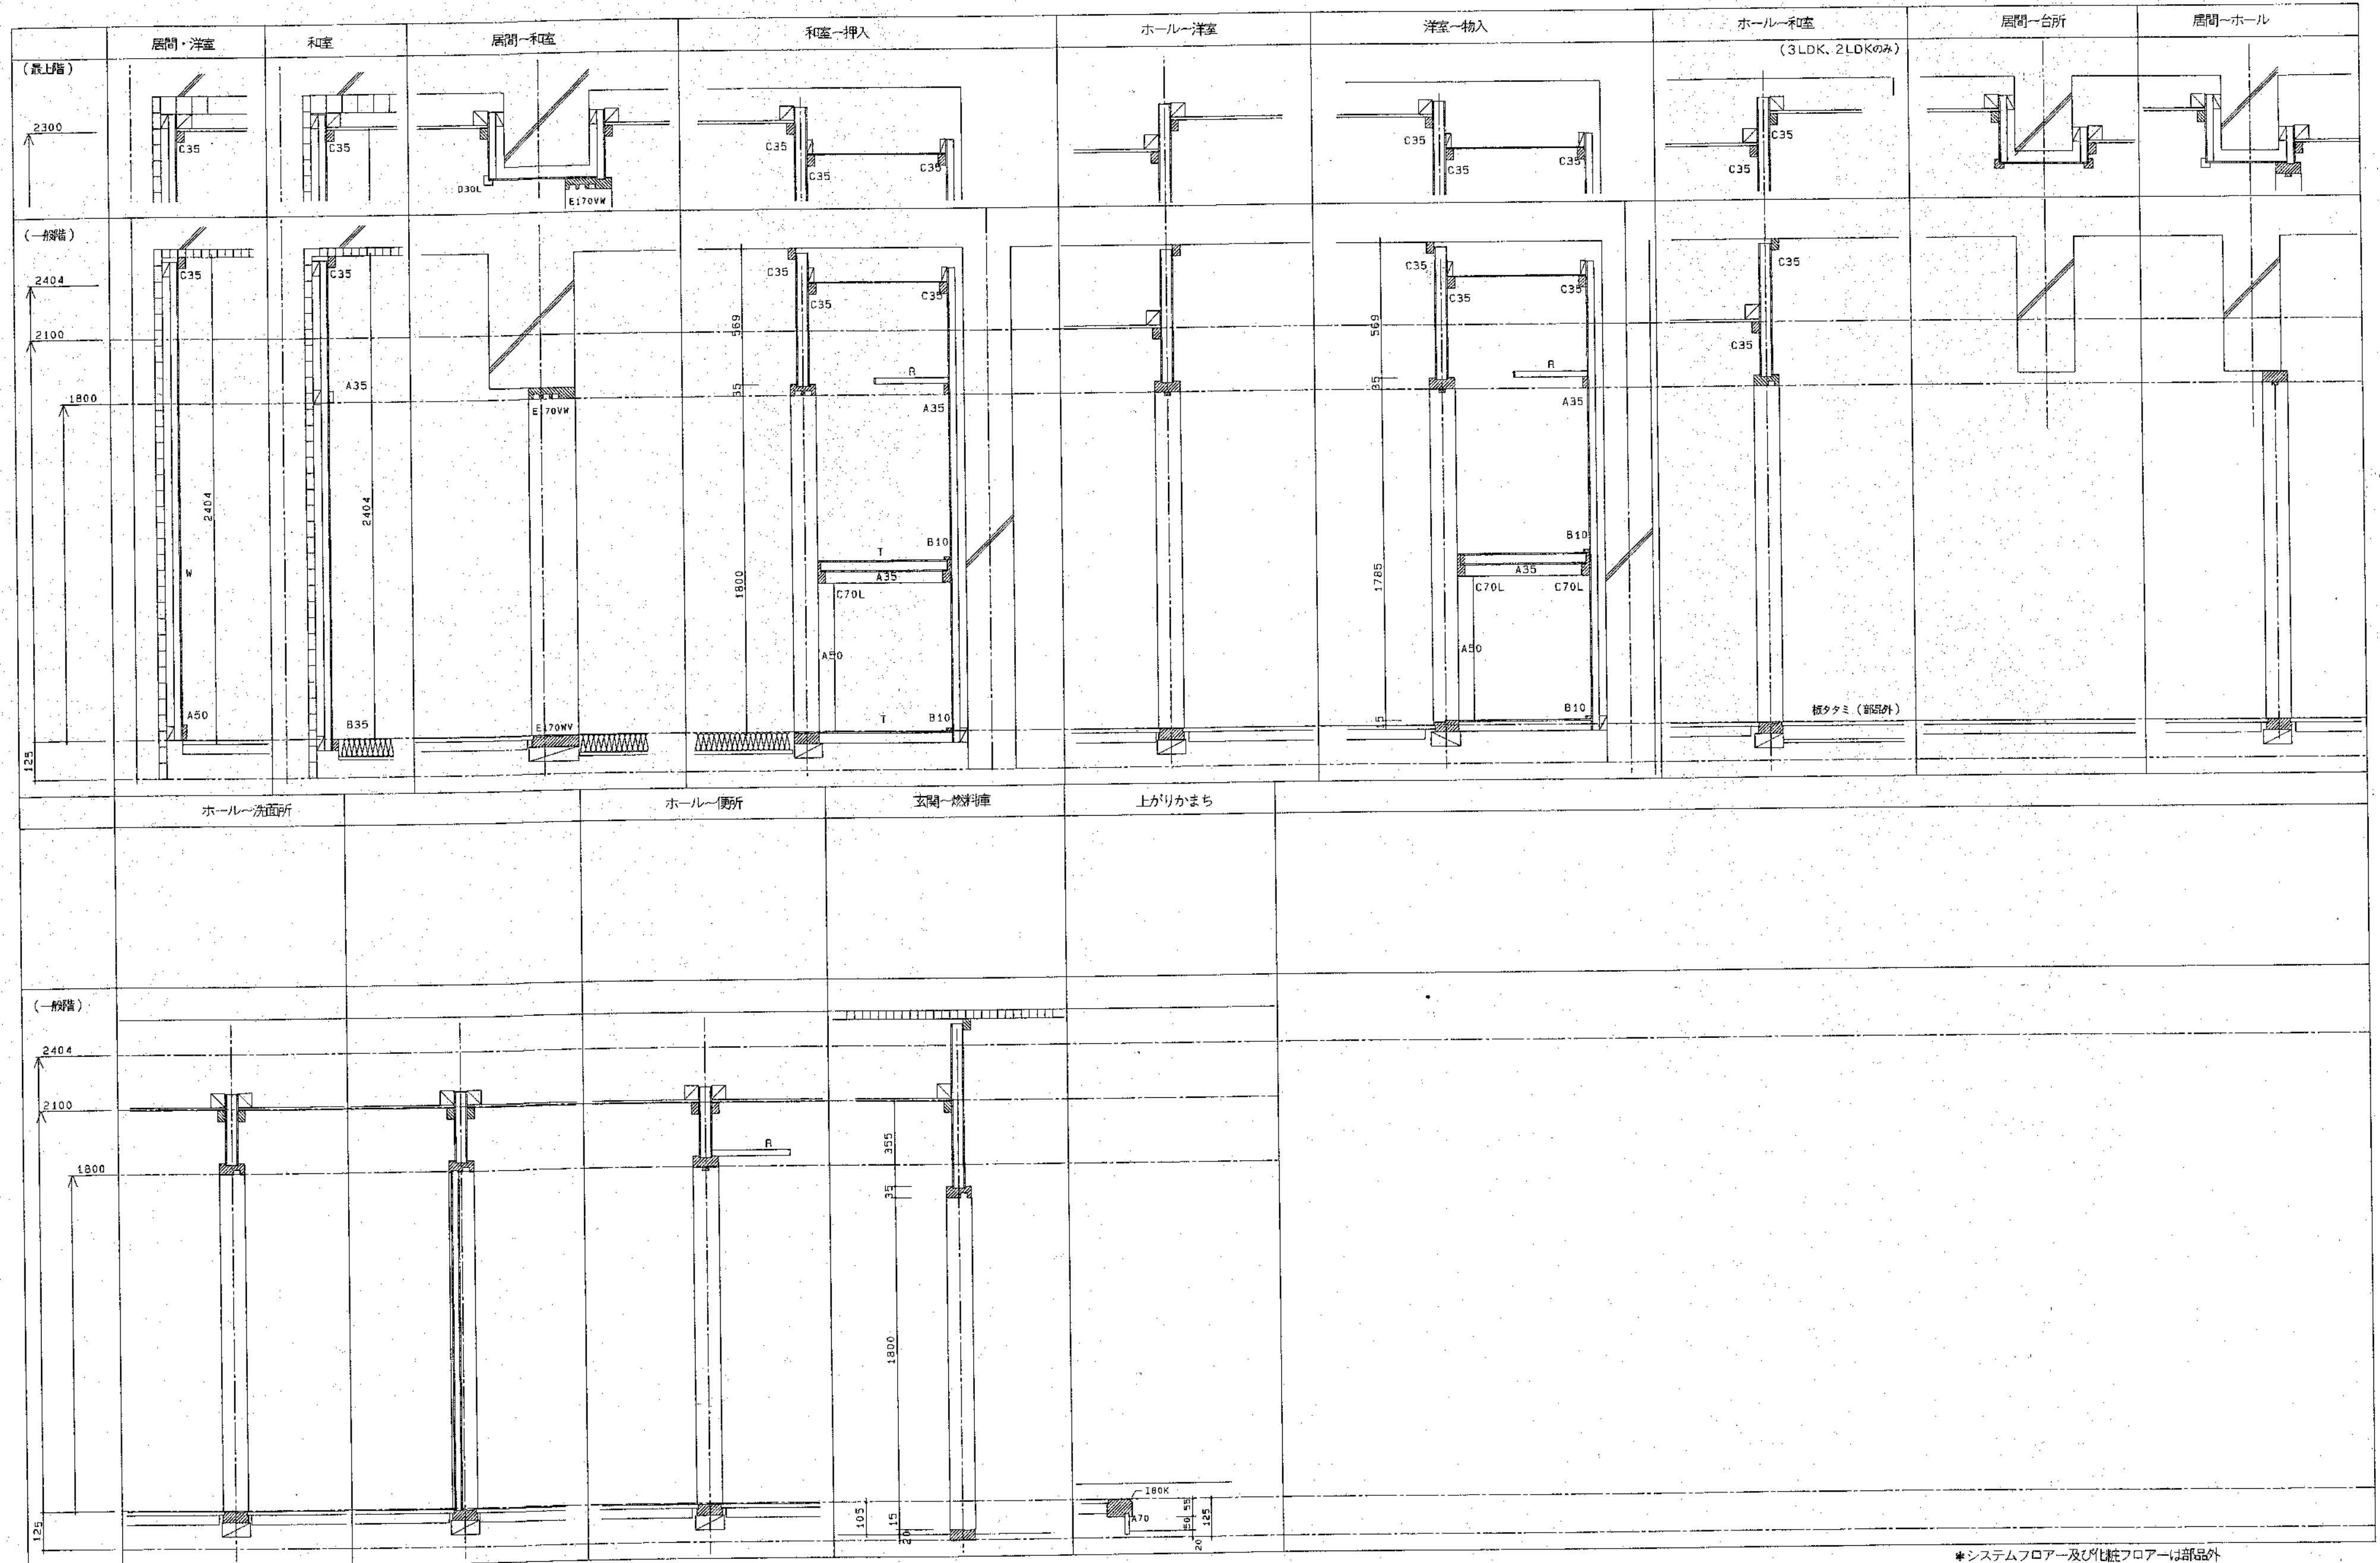 居間・洋室
和室
居間〜和室
和室〜押入
ホール〜洋室
洋室〜物入
ホール〜和室
居間〜台所
居間〜ホール
(最上階)
(3LDK、2LDKのみ)
2300
C35
C35
D30L
E170VW
C35
C35
C35
C35
C35
C35
C35
C35
(一般階)
2404
2100
1800
125
C35
2404
W
A50
C35
A35
2404
B35
E170VW
E170WV
C35
C35
C35
569
35
1800
R
A35
B10
T
A35
C70L
A50
T
B10
C35
C35
C35
569
35
1785
15
R
A35
B10
A35
C70L
C70L
A50
B10
C35
C35
板タタミ(部品外)
ホール〜洗面所
ホール〜便所
玄関〜燃料庫
上がりかまち
(一般階)
2404
2100
1800
125
R
355
35
1800
105
15
20
180K
A70
55
50
20
125
*システムフロアー及び化粧フロアーは部品外